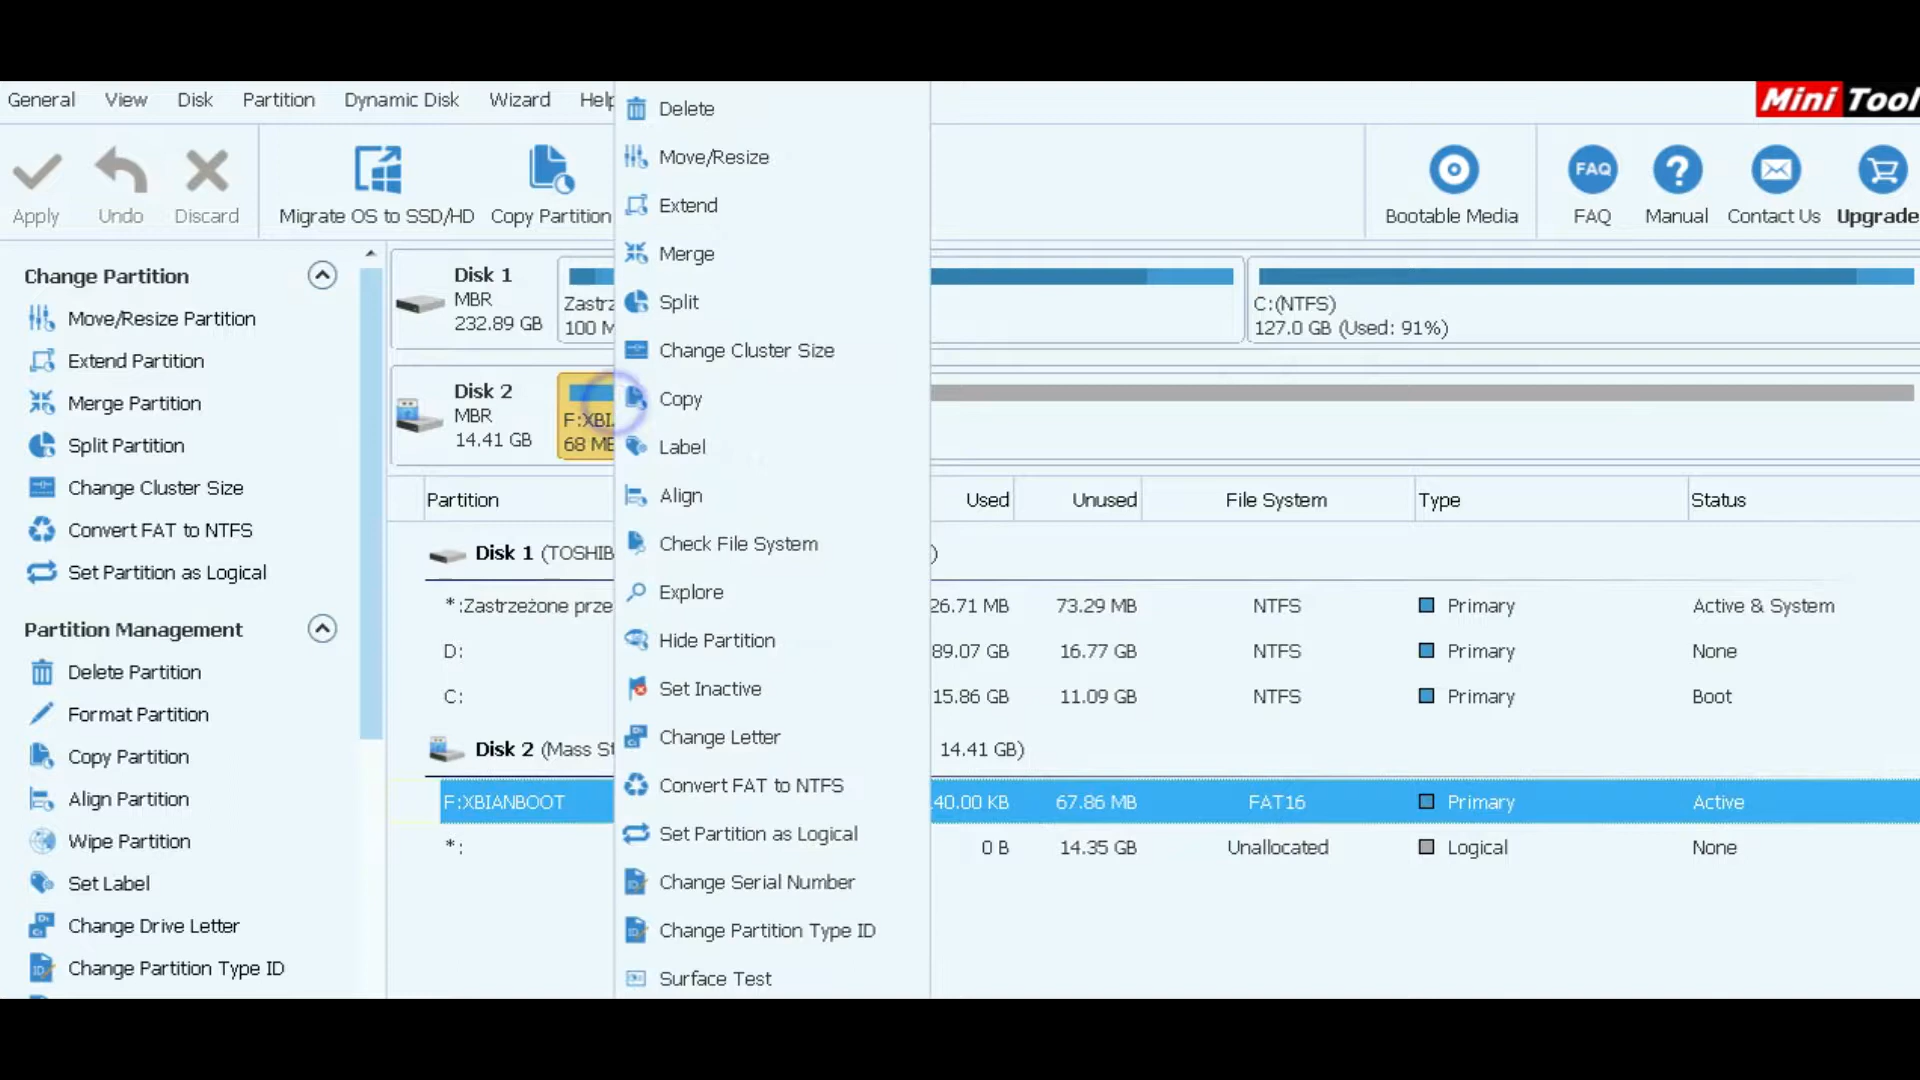 General View Disk Partition Dynamic Disk Wizard Help
Mini Tool
Apply Undo Discard Migrate OS to SSD/HD Copy Partition
Bootable Media FAQ FAQ Manual Contact Us Upgrade
Change Partition
Move/Resize Partition
Extend Partition
Merge Partition
Split Partition
Change Cluster Size
Convert FAT to NTFS
Set Partition as Logical
Partition Management
Delete Partition
Format Partition
Copy Partition
Align Partition
Wipe Partition
Set Label
Change Drive Letter
Change Partition Type ID
Delete
Move/Resize
Extend
Merge
Split
Change Cluster Size
Copy
Label
Align
Check File System
Explore
Hide Partition
Set Inactive
Change Letter
Convert FAT to NTFS
Set Partition as Logical
Change Serial Number
Change Partition Type ID
Surface Test
Disk 1
MBR
232.89 GB
100 M
C:(NTFS)
127.0 GB (Used: 91%)
Disk 2
MBR
14.41 GB
F:XBI
68 MB
Partition Used Unused File System Type Status
Disk 1 (TOSHIB )
*:Zastrzeżone prze 26.71 MB 73.29 MB NTFS Primary Active & System
D: 89.07 GB 16.77 GB NTFS Primary None
C: 15.86 GB 11.09 GB NTFS Primary Boot
Disk 2 (Mass St 14.41 GB)
F:XBIANBOOT 40.00 KB 67.86 MB FAT16 Primary Active
*: 0 B 14.35 GB Unallocated Logical None